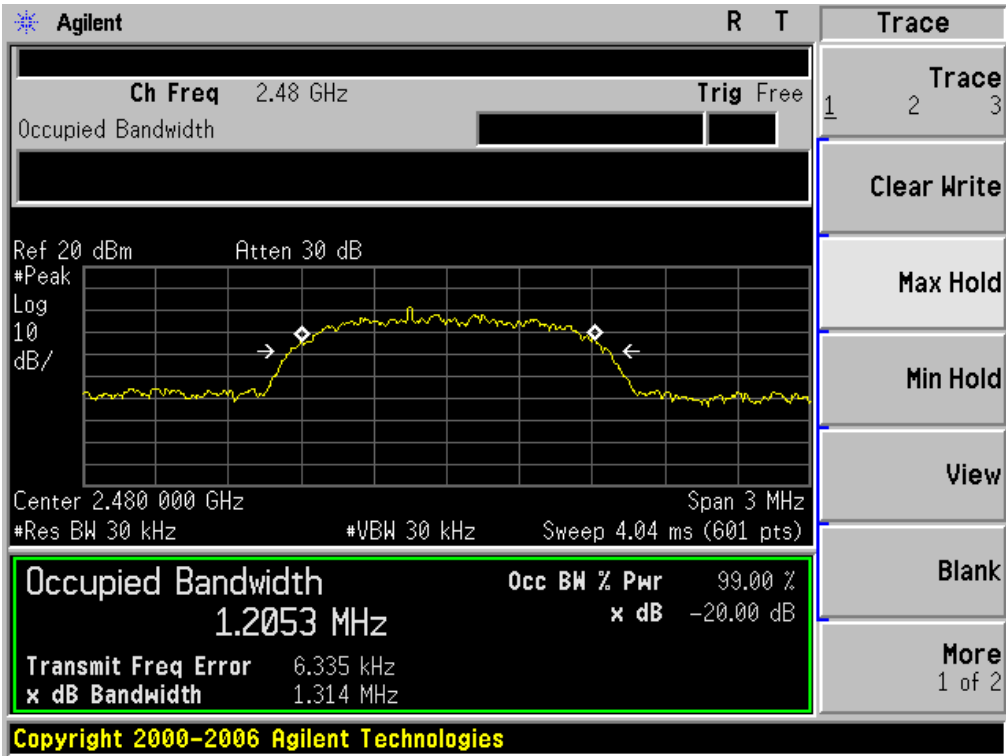 Agilent R T
Ch Freq 2.48 GHz Trig Free
Occupied Bandwidth
Ref 20 dBm Atten 30 dB
#Peak
Log
10
dB/
Center 2.480 000 GHz Span 3 MHz
#Res BW 30 kHz #VBW 30 kHz Sweep 4.04 ms (601 pts)
Occupied Bandwidth Occ BW % Pwr 99.00 %
1.2053 MHz x dB -20.00 dB
Transmit Freq Error 6.335 kHz
x dB Bandwidth 1.314 MHz
Copyright 2000-2006 Agilent Technologies
Trace
Trace
1 2 3
Clear Write
Max Hold
Min Hold
View
Blank
More
1 of 2